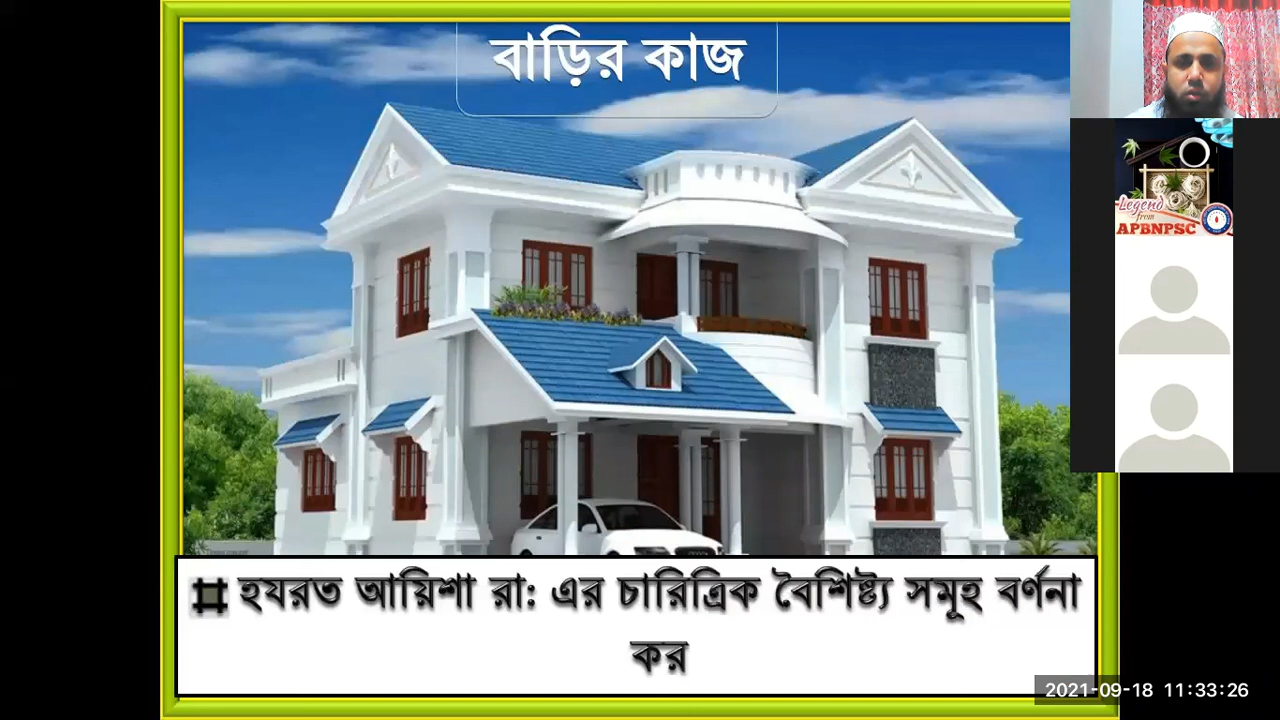 বাড়ির কাজ
Legend
from
APBNPSC
# হযরত আয়িশা রা: এর চারিত্রিক বৈশিষ্ট্য সমূহ বর্ণনা
কর
2021-09-18 11:33:26